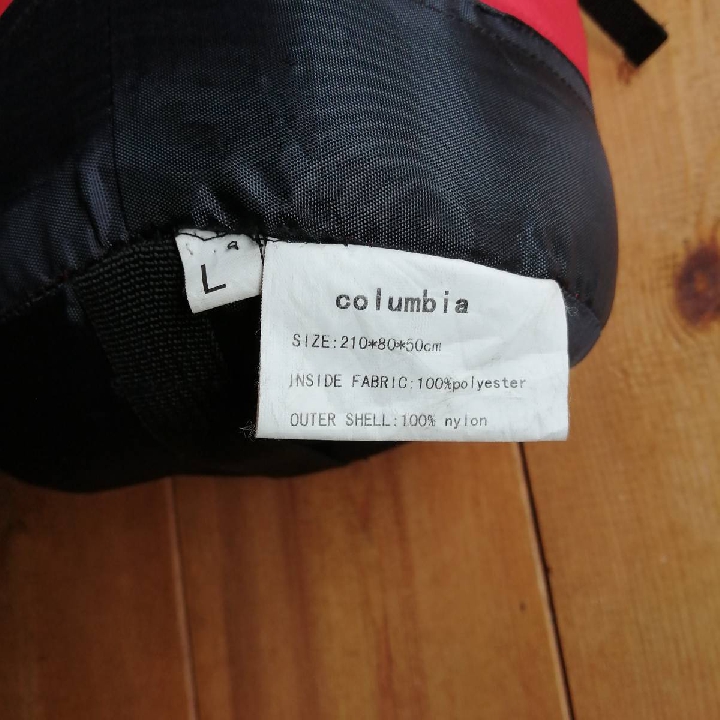 L
columbia
SIZE:210*80*50cm
INSIDE FABRIC:100%polyester
OUTER SHELL:100% nylon